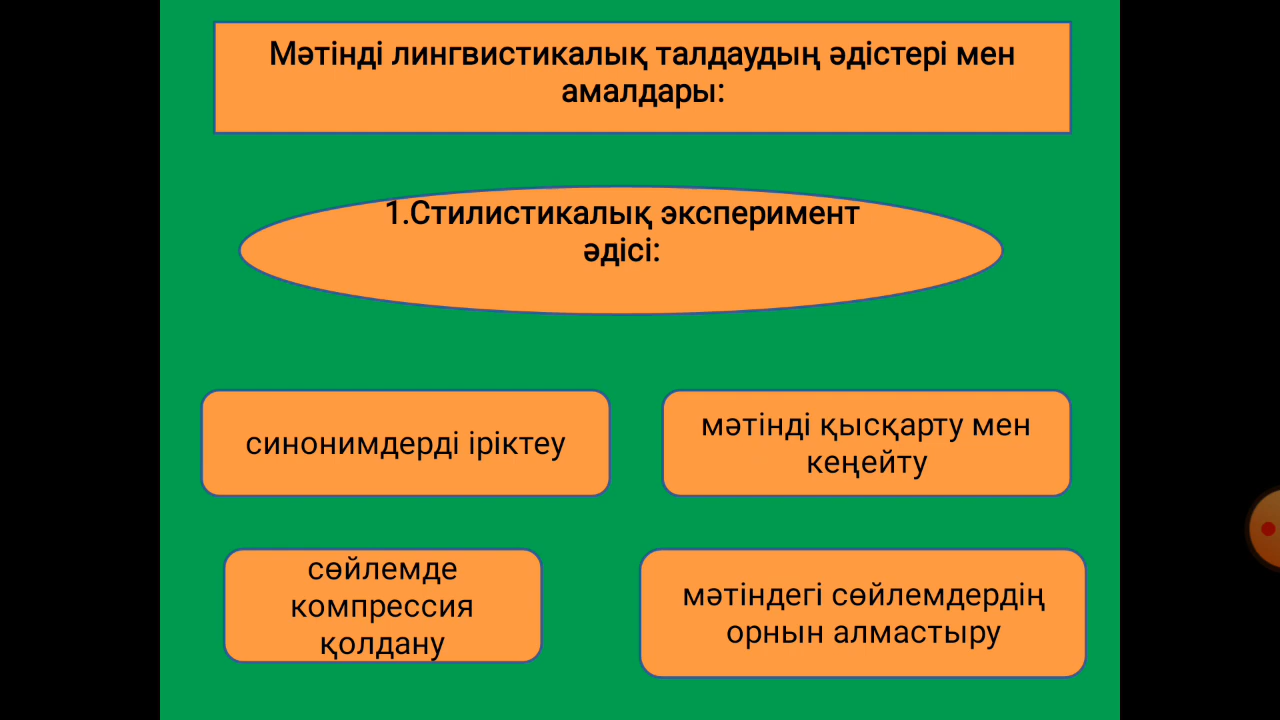 Мәтінді лингвистикалық талдаудың әдістері мен
амалдары:
1.Стилистикалық эксперимент
әдісі:
синонимдерді іріктеу
мәтінді қысқарту мен
кеңейту
сөйлемде
компрессия
қолдану
мәтіндегі сөйлемдердің
орнын алмастыру